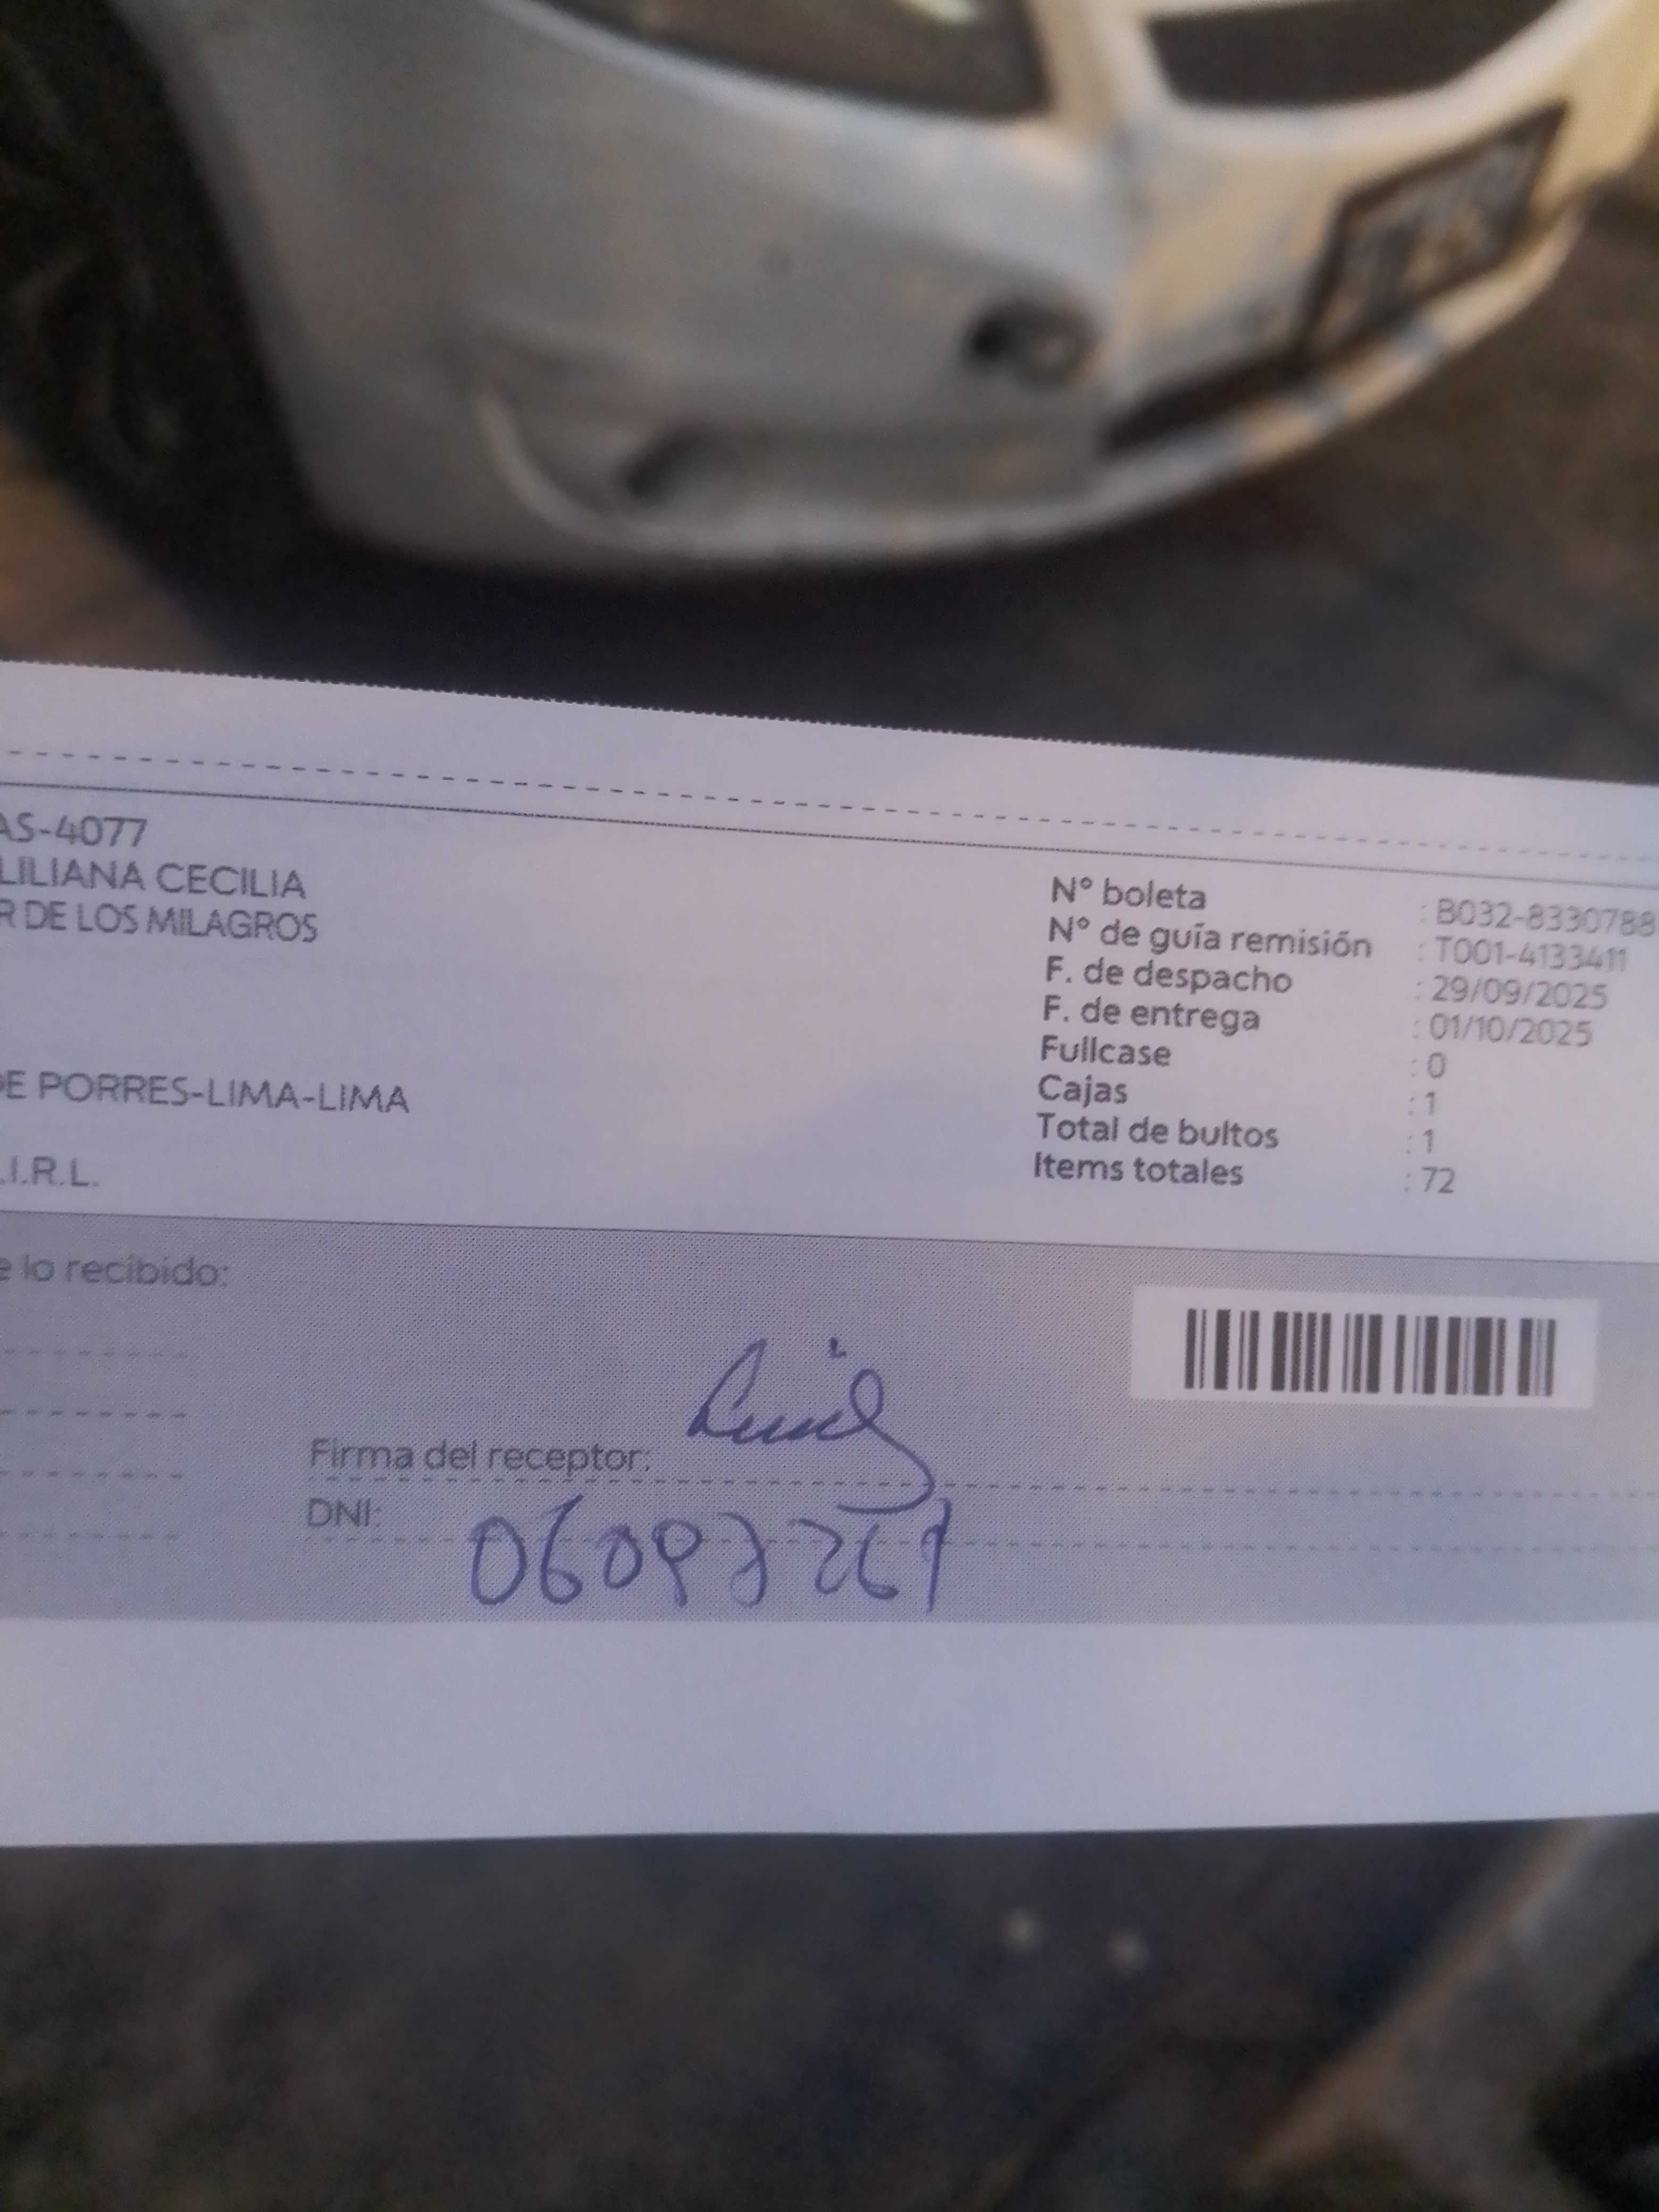 AS-4077
LILIANA CECILIA
R DE LOS MILAGROS
DE PORRES-LIMA-LIMA
.I.R.L.
Nº boleta : B032-8330788
Nº de guía remisión : T001-4133411
F. de despacho : 29/09/2025
F. de entrega : 01/10/2025
Fullcase : 0
Cajas : 1
Total de bultos : 1
Items totales : 72
e lo recibido:
Firma del receptor:
DNI: